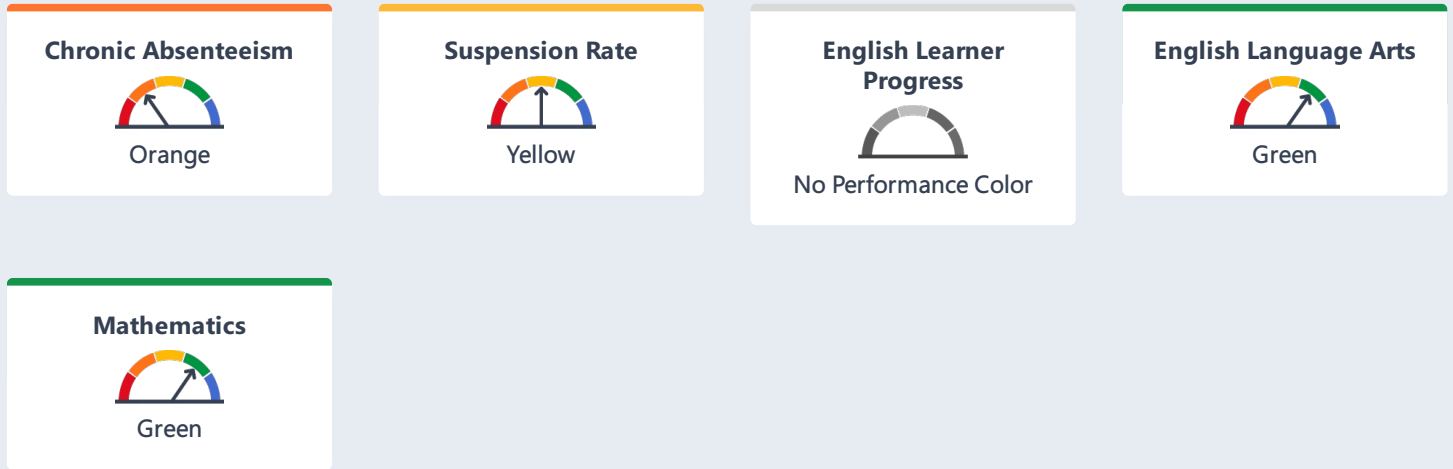 Chronic Absenteeism
Orange
Suspension Rate
Yellow
English Learner
Progress
No Performance Color
English Language Arts
Green
Mathematics
Green